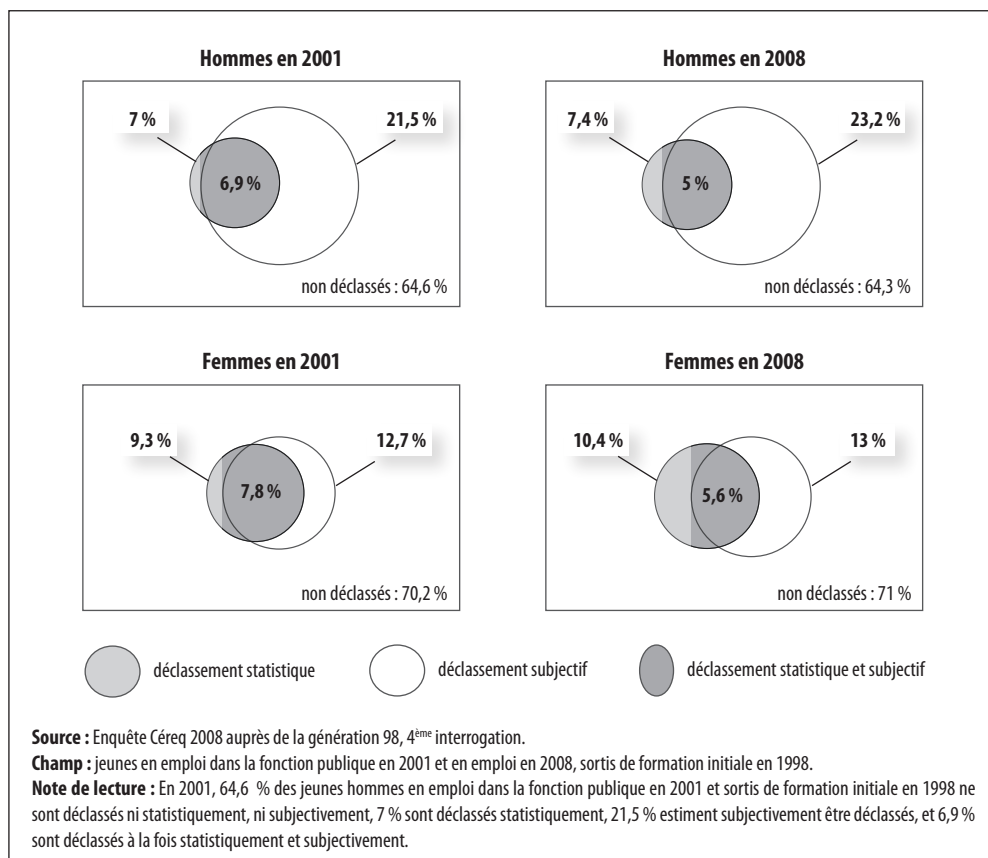 Hommes en 2001
Hommes en 2008
7 %
21,5 %
6,9 %
non déclassés : 64,6 %
7,4 %
23,2 %
5 %
non déclassés : 64,3 %
Femmes en 2001
Femmes en 2008
9,3 %
12,7 %
7,8 %
non déclassés : 70,2 %
10,4 %
13 %
5,6 %
non déclassés : 71 %
déclassement statistique
déclassement subjectif
déclassement statistique et subjectif
Source : Enquête Céreq 2008 auprès de la génération 98, 4ème interrogation.
Champ : jeunes en emploi dans la fonction publique en 2001 et en emploi en 2008, sortis de formation initiale en 1998.
Note de lecture : En 2001, 64,6 % des jeunes hommes en emploi dans la fonction publique en 2001 et sortis de formation initiale en 1998 ne
sont déclassés ni statistiquement, ni subjectivement, 7 % sont déclassés statistiquement, 21,5 % estiment subjectivement être déclassés, et 6,9 %
sont déclassés à la fois statistiquement et subjectivement.